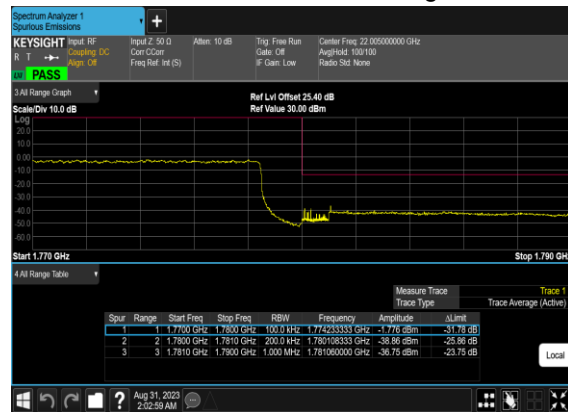 Spectrum Analyzer 1
Spurious Emissions
+
KEYSIGHT Input: RF
R T Coupling: DC
Align: Off
LW PASS
Input Z: 50 Ω
Corr CCorr
Freq Ref: Int (S)
Atten: 10 dB
Trig: Free Run
Gate: Off
IF Gain: Low
Center Freq: 22.005000000 GHz
Avg|Hold: 100/100
Radio Std: None
3 All Range Graph
Scale/Div 10.0 dB
Ref Lvl Offset 25.40 dB
Ref Value 30.00 dBm
Log
20.0
10.0
0.00
-10.0
-20.0
-30.0
-40.0
-50.0
-60.0
Start 1.770 GHz
Stop 1.790 GHz
4 All Range Table
Measure Trace Trace 1
Trace Type Trace Average (Active)
Spur Range Start Freq Stop Freq RBW Frequency Amplitude ΔLimit
1 1 1.7700 GHz 1.7800 GHz 100.0 kHz 1.774233333 GHz -1.776 dBm -31.78 dB
2 2 1.7800 GHz 1.7810 GHz 200.0 kHz 1.780108333 GHz -38.86 dBm -25.86 dB
3 3 1.7810 GHz 1.7900 GHz 1.000 MHz 1.781060000 GHz -36.75 dBm -23.75 dB
Local
?
Aug 31, 2023
2:02:59 AM